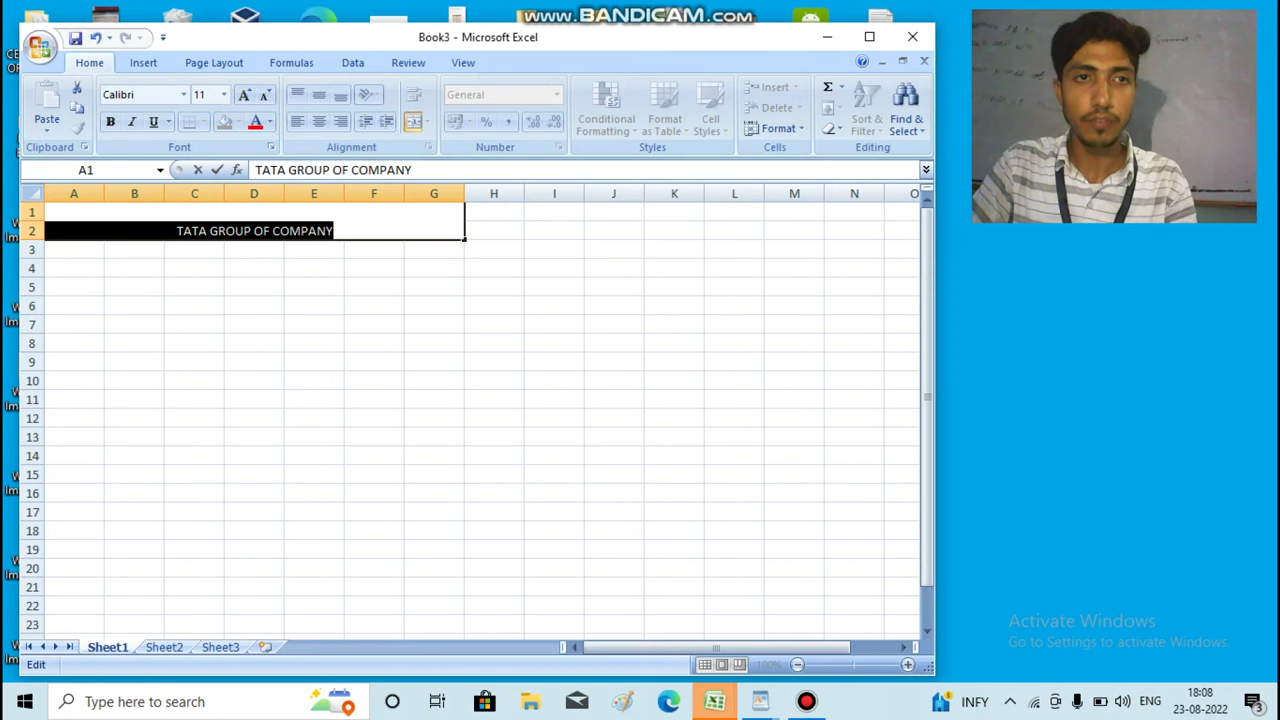 www.BANDICAM.com
Book3 - Microsoft Excel
Home Insert Page Layout Formulas Data Review View
Calibri 11 General Insert
Paste Conditional Formatting Format as Table Cell Styles Delete Sort & Filter Find & Select
B I U Format
Clipboard Font Alignment Number Styles Cells Editing
A1 fx TATA GROUP OF COMPANY
A B C D E F G H I J K L M N O
1
2 TATA GROUP OF COMPANY
3
4
5
6
7
8
9
10
11
12
13
14
15
16
17
18
19
20
21
22
23
Sheet1 Sheet2 Sheet3
Edit 100%
Activate Windows
Go to Settings to activate Windows.
Type here to search INFY ENG 18:08
23-08-2022 3